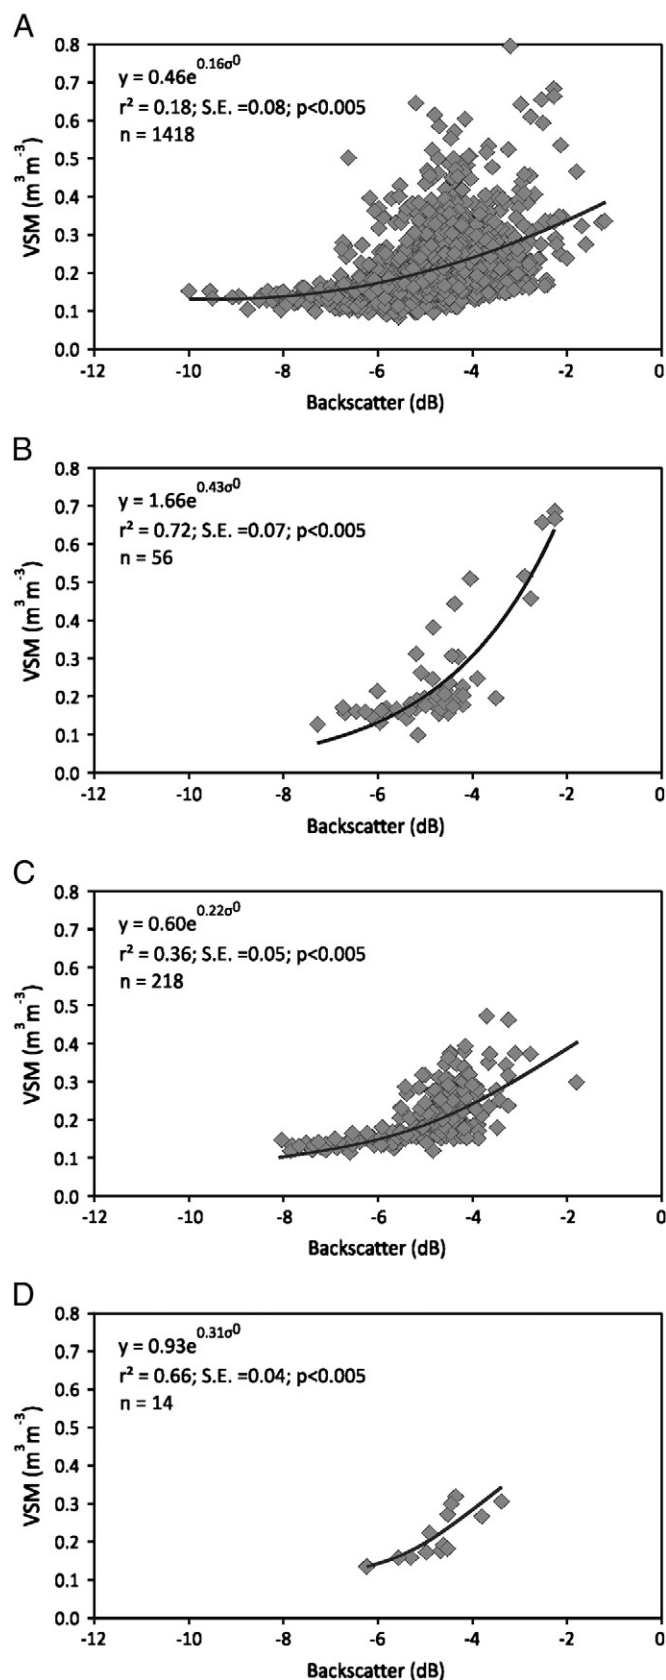 A
0.8
y = 0.46e^0.16σ⁰
0.7
r² = 0.18; S.E. =0.08; p<0.005
0.6
n = 1418
0.5
0.4
0.3
0.2
0.1
0.0
VSM (m³ m⁻³)
-12 -10 -8 -6 -4 -2 0
Backscatter (dB)
B
0.8
y = 1.66e^0.43σ⁰
0.7
r² = 0.72; S.E. =0.07; p<0.005
0.6
n = 56
0.5
0.4
0.3
0.2
0.1
0.0
VSM (m³ m⁻³)
-12 -10 -8 -6 -4 -2 0
Backscatter (dB)
C
0.8
y = 0.60e^0.22σ⁰
0.7
r² = 0.36; S.E. =0.05; p<0.005
0.6
n = 218
0.5
0.4
0.3
0.2
0.1
0.0
VSM (m³ m⁻³)
-12 -10 -8 -6 -4 -2 0
Backscatter (dB)
D
0.8
y = 0.93e^0.31σ⁰
0.7
r² = 0.66; S.E. =0.04; p<0.005
0.6
n = 14
0.5
0.4
0.3
0.2
0.1
0.0
VSM (m³ m⁻³)
-12 -10 -8 -6 -4 -2 0
Backscatter (dB)